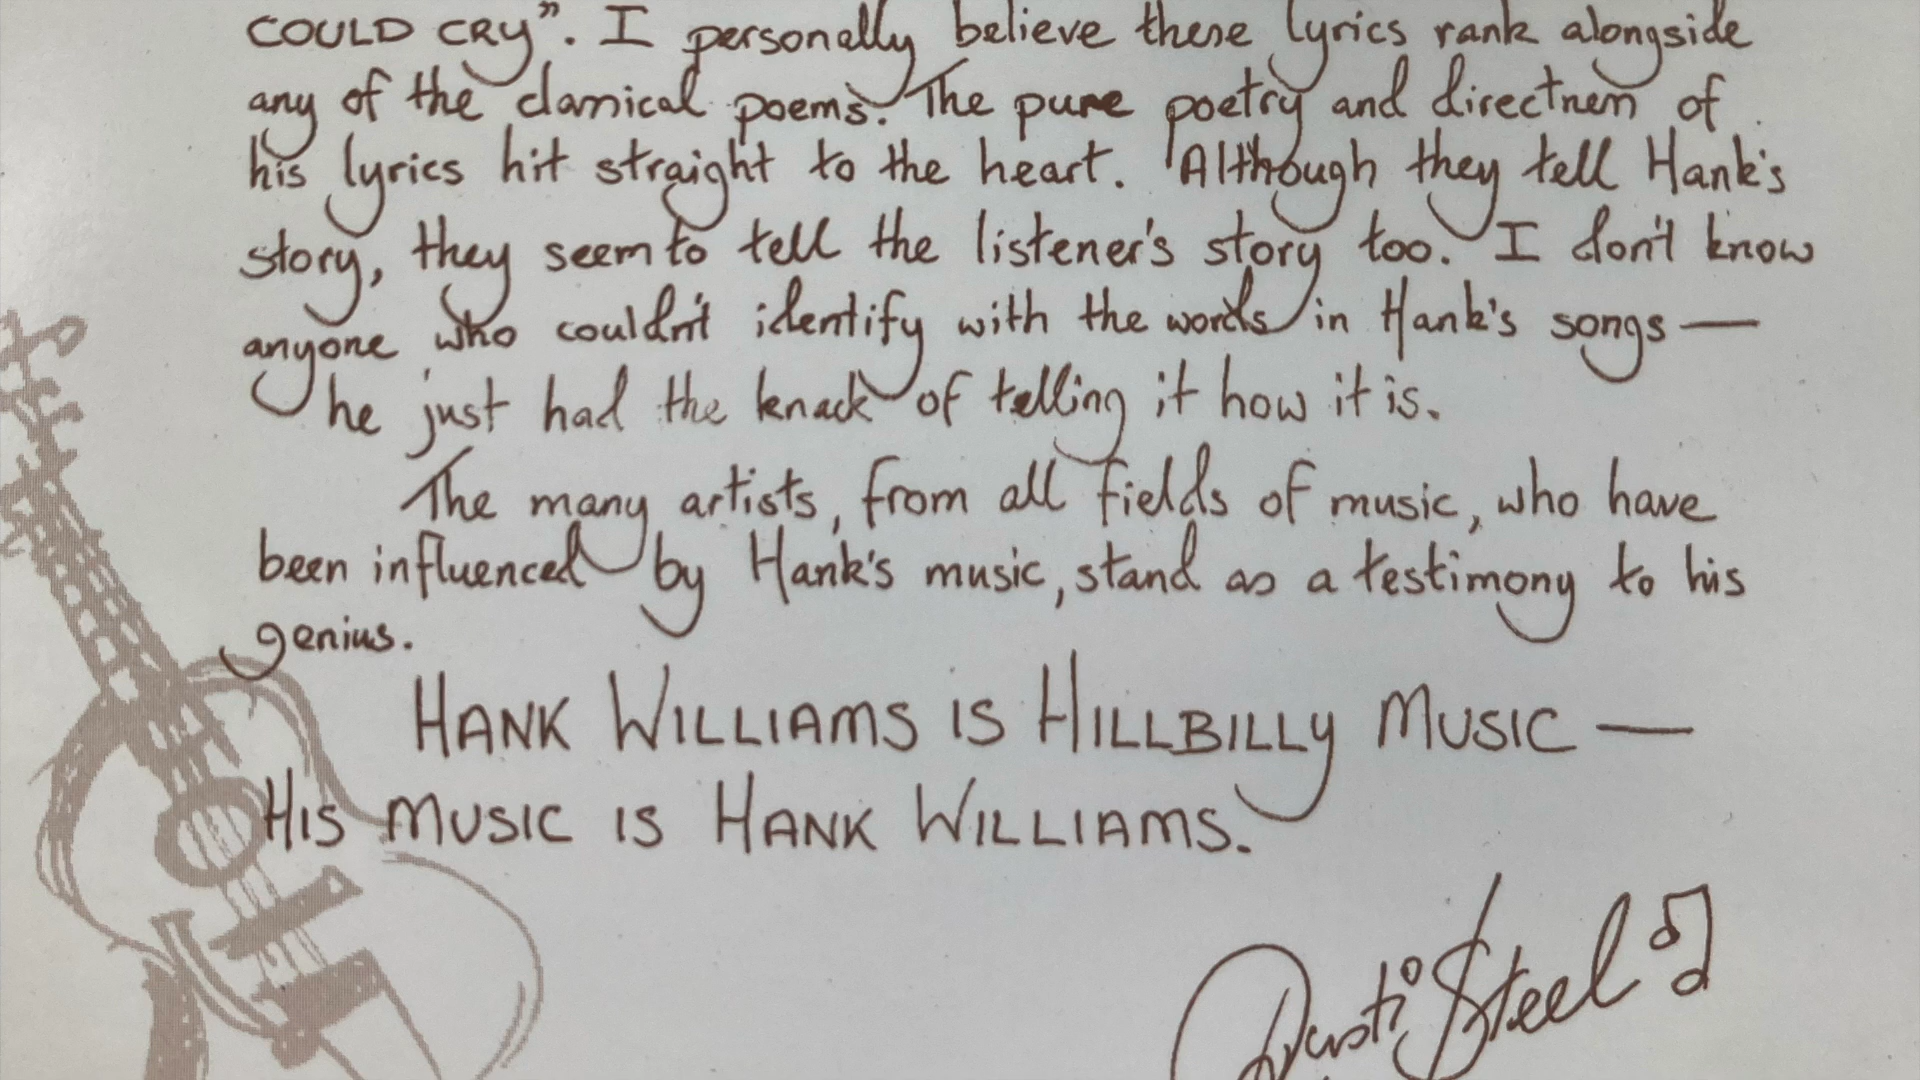 COULD CRY". I personally believe these lyrics rank alongside
any of the classical poems. The pure poetry and directness of
his lyrics hit straight to the heart. Although they tell Hank's
story, they seem to tell the listener's story too. I don't know
anyone who couldn't identify with the words in Hank's songs —
he just had the knack of telling it how it is.
The many artists, from all fields of music, who have
been influenced by Hank's music, stand as a testimony to his
genius.
HANK WILLIAMS IS HILLBILLY MUSIC —
HIS MUSIC IS HANK WILLIAMS.
Rusti Steel